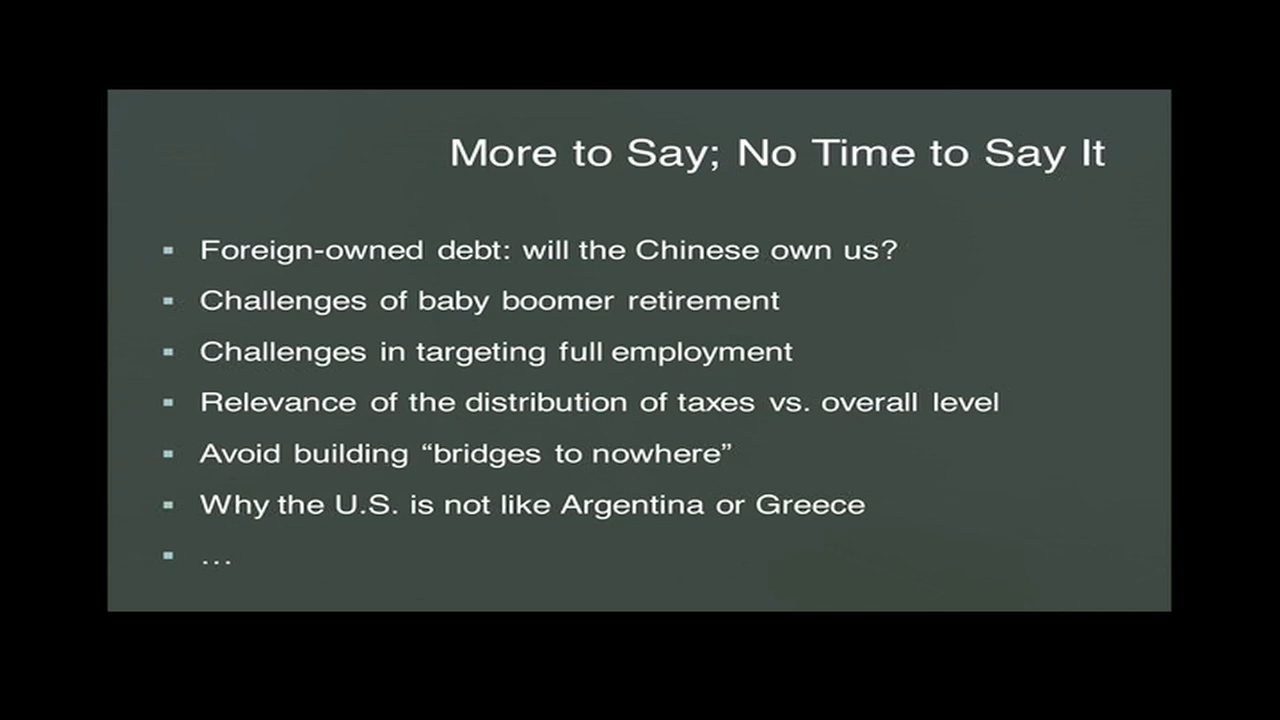 More to Say; No Time to Say It
▪ Foreign-owned debt: will the Chinese own us?
▪ Challenges of baby boomer retirement
▪ Challenges in targeting full employment
▪ Relevance of the distribution of taxes vs. overall level
▪ Avoid building “bridges to nowhere”
▪ Why the U.S. is not like Argentina or Greece
▪ …